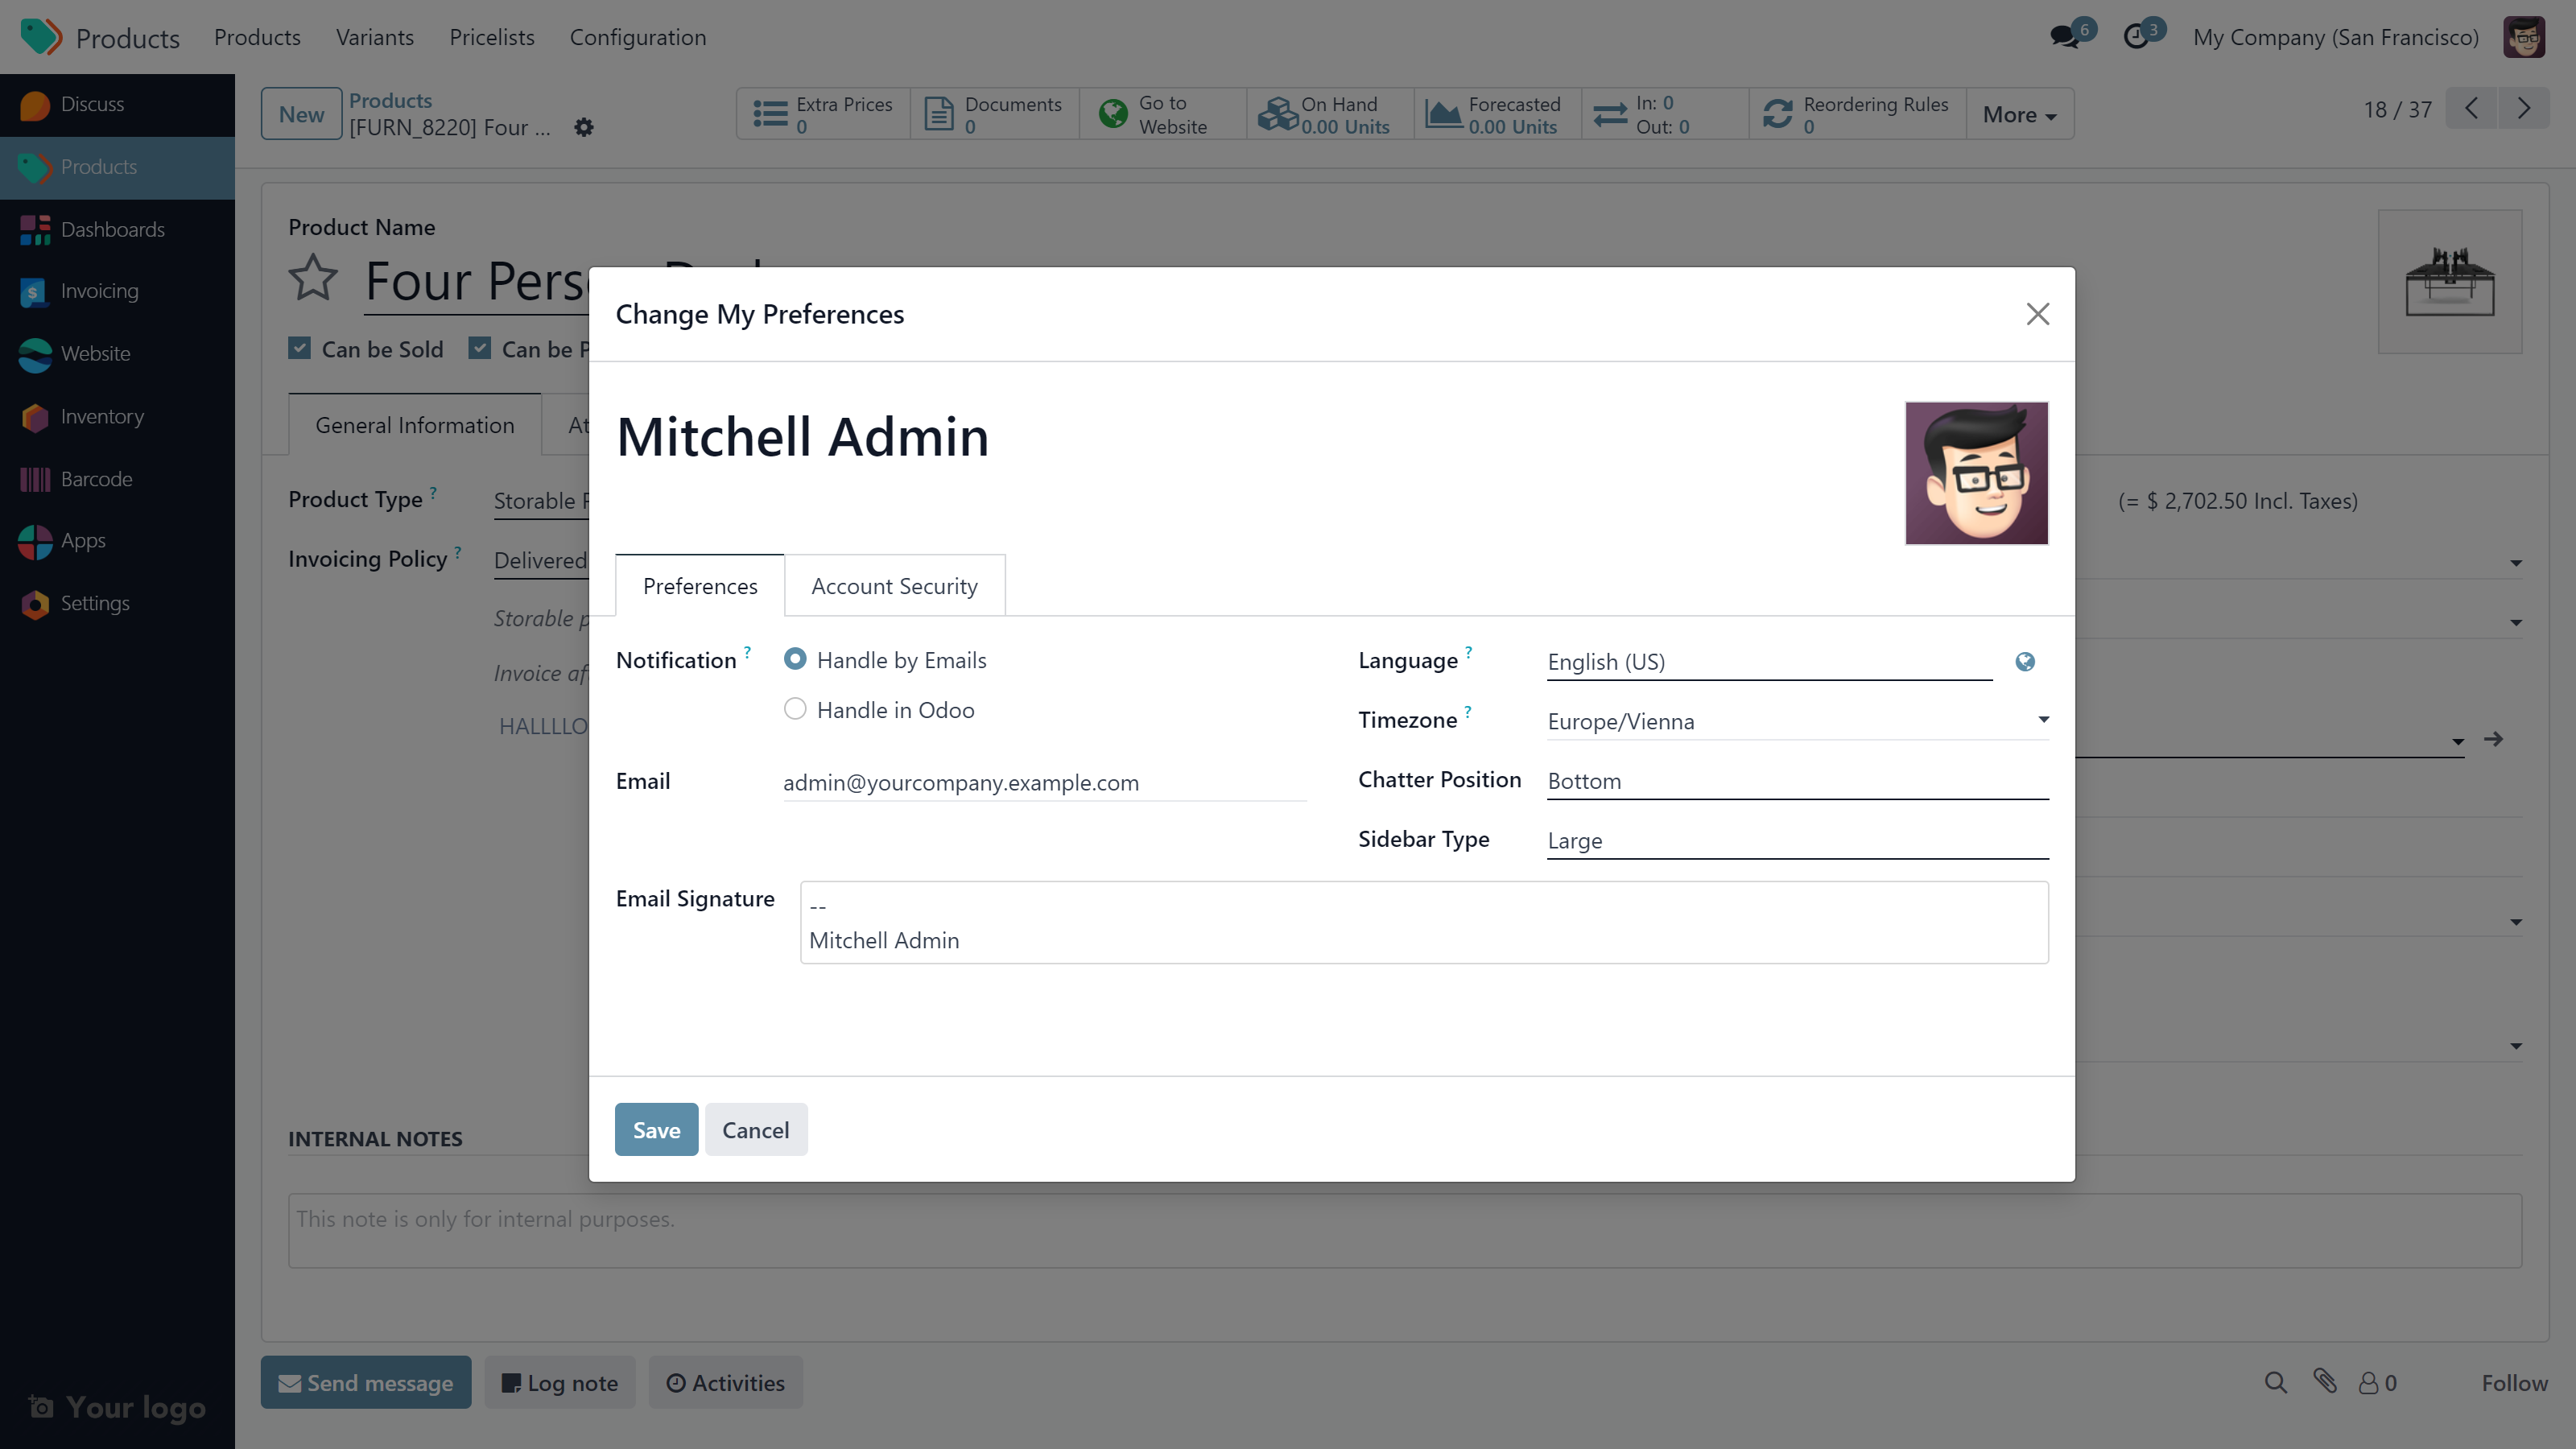 Products Products Variants Pricelists Configuration 6 3 My Company (San Francisco)
Discuss
Products
Dashboards
Invoicing
Website
Inventory
Barcode
Apps
Settings
Your logo
New
Products
[FURN_8220] Four ...
Extra Prices
0
Documents
0
Go to
Website
On Hand
0.00 Units
Forecasted
0.00 Units
In: 0
Out: 0
Reordering Rules
0
More
18 / 37
Product Name
Four Pers
Can be Sold Can be P
General Information At
Product Type ? Storable
(= $ 2,702.50 Incl. Taxes)
Invoicing Policy ? Delivered
Storable p
Invoice af
HALLLLO
Change My Preferences
Mitchell Admin
Preferences Account Security
Notification ? Handle by Emails
Handle in Odoo
Email admin@yourcompany.example.com
Language ? English (US)
Timezone ? Europe/Vienna
Chatter Position Bottom
Sidebar Type Large
Email Signature --
Mitchell Admin
Save Cancel
INTERNAL NOTES
This note is only for internal purposes.
Send message Log note Activities 0 Follow